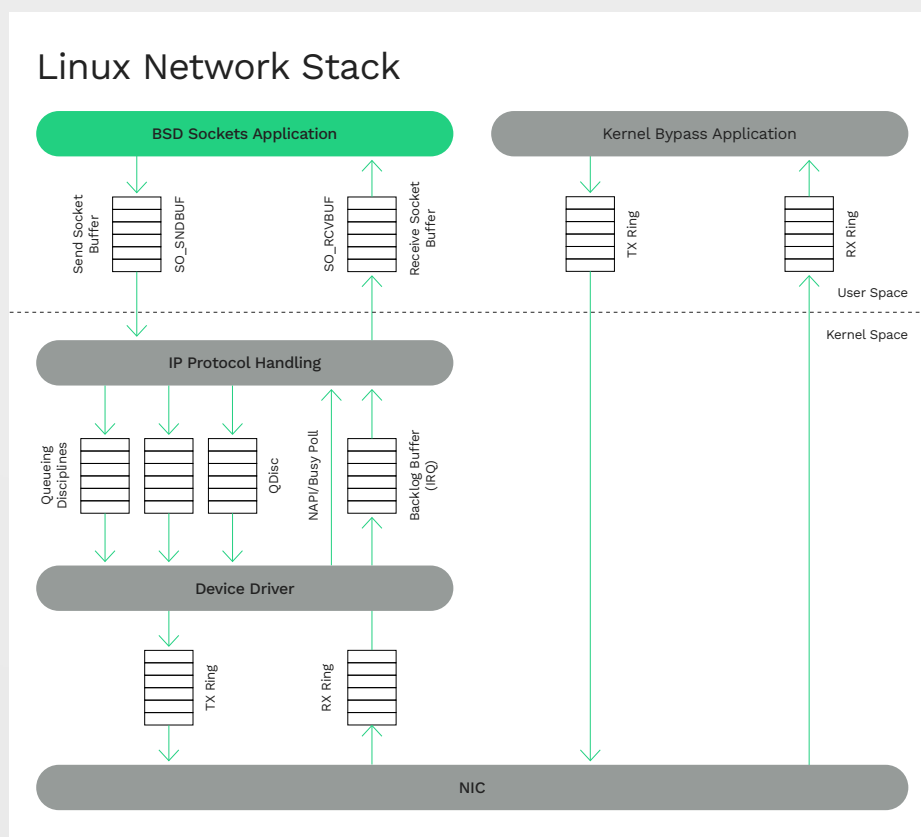 Linux Network Stack
BSD Sockets Application
Kernel Bypass Application
Send Socket
Buffer
SO_SNDBUF
SO_RCVBUF
Receive Socket
Buffer
TX Ring
RX Ring
User Space
Kernel Space
IP Protocol Handling
Queueing
Disciplines
QDisc
NAPI/Busy Poll
Backlog Buffer
(IRQ)
Device Driver
TX Ring
RX Ring
NIC